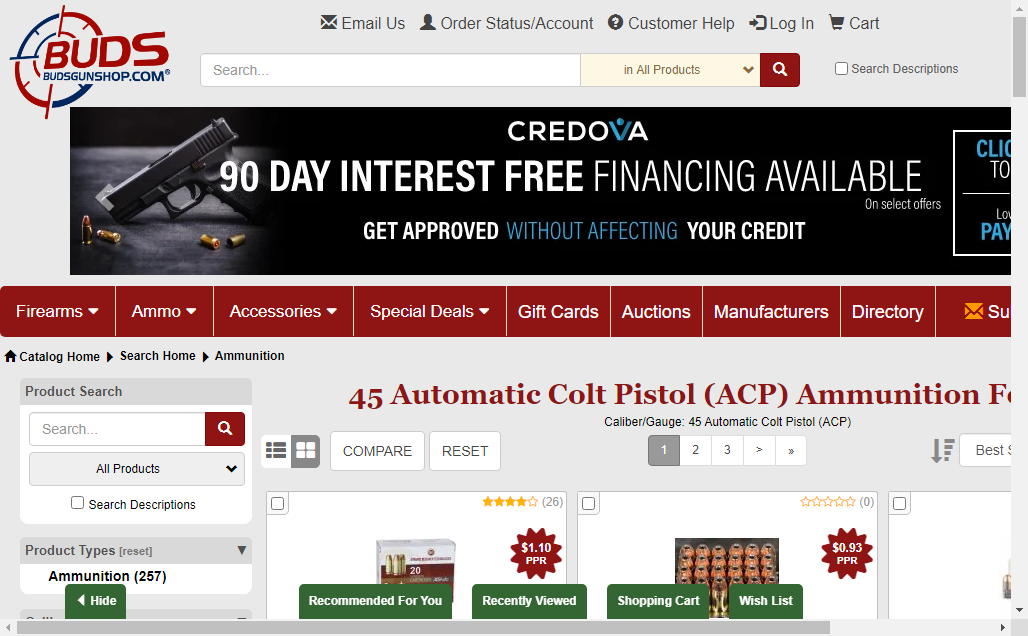 BUDS
BUDSGUNSHOP.COM®
Email Us
Order Status/Account
Customer Help
Log In
Cart
Search...
in All Products
Search Descriptions
CREDOVA
90 DAY INTEREST FREE FINANCING AVAILABLE
On select offers
GET APPROVED WITHOUT AFFECTING YOUR CREDIT
TO
PAY
Firearms
Ammo
Accessories
Special Deals
Gift Cards
Auctions
Manufacturers
Directory
Su
Catalog Home
Search Home
Ammunition
Product Search
Search...
All Products
Search Descriptions
Product Types [reset]
Ammunition (257)
Hide
45 Automatic Colt Pistol (ACP) Ammunition Fo
Caliber/Gauge: 45 Automatic Colt Pistol (ACP)
COMPARE
RESET
1
2
3
>
»
Best S
(26)
$1.10
PPR
20
(0)
$0.93
PPR
Recommended For You
Recently Viewed
Shopping Cart
Wish List